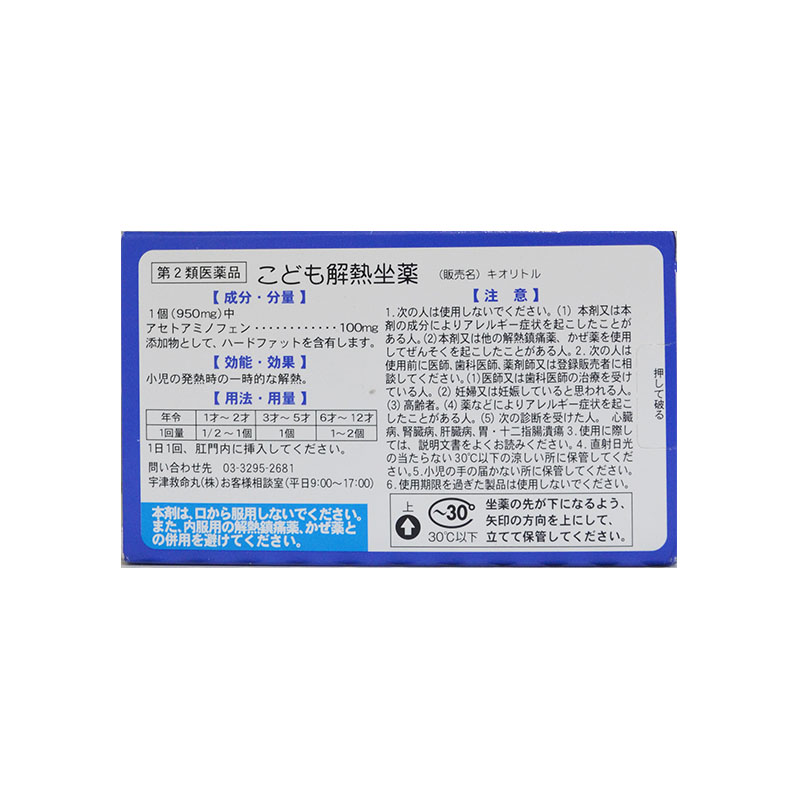 第2類医薬品 こども解熱坐薬 (販売名) キオリトル
【 成分・分量 】
1個(950mg)中
アセトアミノフェン ‥‥‥‥‥‥ 100mg
添加物として、ハードファットを含有します。
【 効能・効果 】
小児の発熱時の一時的な解熱。
【 用法・用量 】
年令 1才〜2才 3才〜5才 6才〜12才
1回量 1/2〜1個 1個 1〜2個
1日1回、肛門内に挿入してください。
問い合わせ先 03-3295-2681
宇津救命丸(株)お客様相談室(平日9:00〜17:00)
本剤は、口から服用しないでください。
また、内服用の解熱鎮痛薬、かぜ薬と
の併用を避けてください。
【 注 意 】
1.次の人は使用しないでください。(1) 本剤又は本
剤の成分によりアレルギー症状を起こしたことが
ある人。(2)本剤又は他の解熱鎮痛薬、かぜ薬を使用
してぜんそくを起こしたことがある人。2.次の人は
使用前に医師、歯科医師、薬剤師又は登録販売者に相
談してください。(1)医師又は歯科医師の治療を受け
ている人。(2) 妊婦又は妊娠していると思われる人。
(3) 高齢者。(4) 薬などによりアレルギー症状を起こ
したことがある人。(5) 次の診断を受けた人。 心臓
病、腎臓病、肝臓病、胃・十二指腸潰瘍 3.使用に際し
ては、説明文書をよくお読みください。4. 直射日光
の当たらない30℃以下の涼しい所に保管してくださ
い。5.小児の手の届かない所に保管してください。
6.使用期限を過ぎた製品は使用しないでください。
上
〜30°
30℃以下
坐薬の先が下になるよう、
矢印の方向を上にして、
立てて保管してください。
押して破る